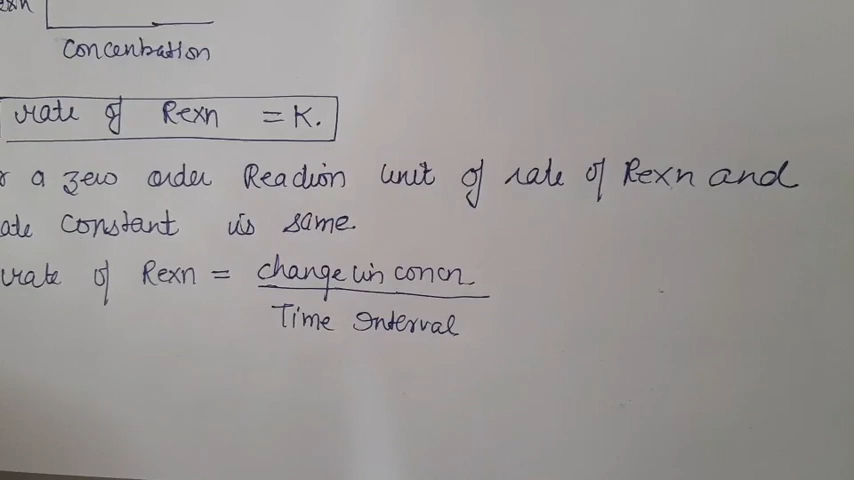 Concentration
rate of Rexn = K.
a zero order Reaction unit of rate of Rexn and
constant is same.
rate of Rexn = change in concn
Time Interval